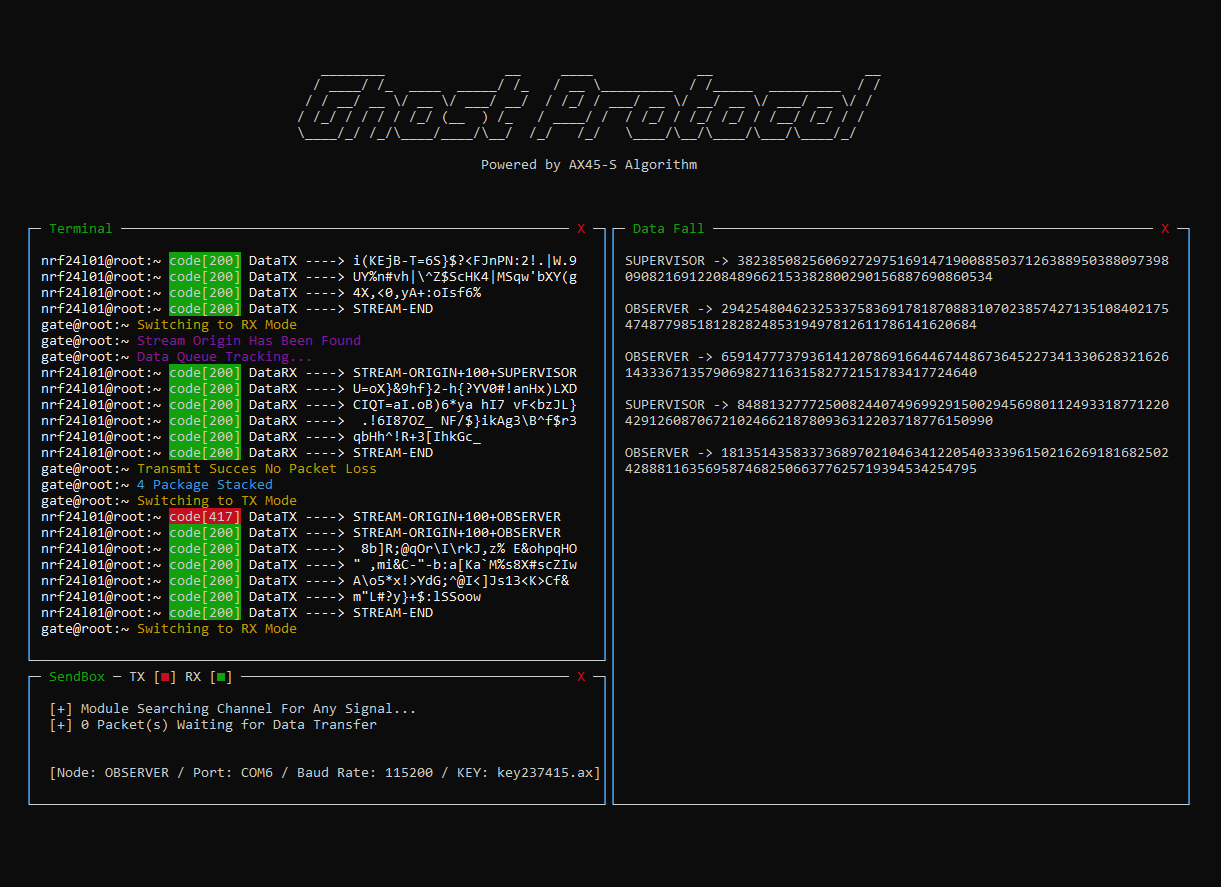 Ghost Protocol
Powered by AX45-S Algorithm
Terminal X
nrf24l01@root:~ code[200] DataTX ----> i(KEjB-T=6S}$?<FJnPN:2!.|W.9
nrf24l01@root:~ code[200] DataTX ----> UY%n#vh|\^Z$ScHK4|MSqw'bXY(g
nrf24l01@root:~ code[200] DataTX ----> 4X,<0,yA+:oIsf6%
nrf24l01@root:~ code[200] DataTX ----> STREAM-END
gate@root:~ Switching to RX Mode
gate@root:~ Stream Origin Has Been Found
gate@root:~ Data Queue Tracking...
nrf24l01@root:~ code[200] DataRX ----> STREAM-ORIGIN+100+SUPERVISOR
nrf24l01@root:~ code[200] DataRX ----> U=oX}&9hf}2-h{?YV0#!anHx)LXD
nrf24l01@root:~ code[200] DataRX ----> CIQT=aI.oB)6*ya hI7 vF<bzJL}
nrf24l01@root:~ code[200] DataRX ----> .!6I87OZ_ NF/$}ikAg3\B^f$r3
nrf24l01@root:~ code[200] DataRX ----> qbHh^!R+3[IhkGc_
nrf24l01@root:~ code[200] DataRX ----> STREAM-END
gate@root:~ Transmit Succes No Packet Loss
gate@root:~ 4 Package Stacked
gate@root:~ Switching to TX Mode
nrf24l01@root:~ code[417] DataTX ----> STREAM-ORIGIN+100+OBSERVER
nrf24l01@root:~ code[200] DataTX ----> STREAM-ORIGIN+100+OBSERVER
nrf24l01@root:~ code[200] DataTX ----> 8b]R;@qOr\I\rkJ,z% E&ohpqHO
nrf24l01@root:~ code[200] DataTX ----> " ,mi&C-"-b:a[Ka`M%s8X#scZIw
nrf24l01@root:~ code[200] DataTX ----> A\o5*x!>YdG;^@I<]Js13<K>Cf&
nrf24l01@root:~ code[200] DataTX ----> m"L#?y}+$:lSSoow
nrf24l01@root:~ code[200] DataTX ----> STREAM-END
gate@root:~ Switching to RX Mode
SendBox — TX [■] RX [■] X
[+] Module Searching Channel For Any Signal...
[+] 0 Packet(s) Waiting for Data Transfer
[Node: OBSERVER / Port: COM6 / Baud Rate: 115200 / KEY: key237415.ax]
Data Fall X
SUPERVISOR -> 382385082560692729751691471900885037126388950388097398
09082169122084896621533828002901568876908605​34
OBSERVER -> 29425480462325337583691781870883107023857427135108402175
47487798518128282485319497812611786141620684
OBSERVER -> 65914777379361412078691664467448673645227341330628321626
14333671357906982711631582772151783417724640
SUPERVISOR -> 848813277725008244074969929150029456980112493318771220
4291260870672102466218780936312203718776150990
OBSERVER -> 18135143583373689702104634122054033396150216269181682502
42888116356958746825066377625719394534254795